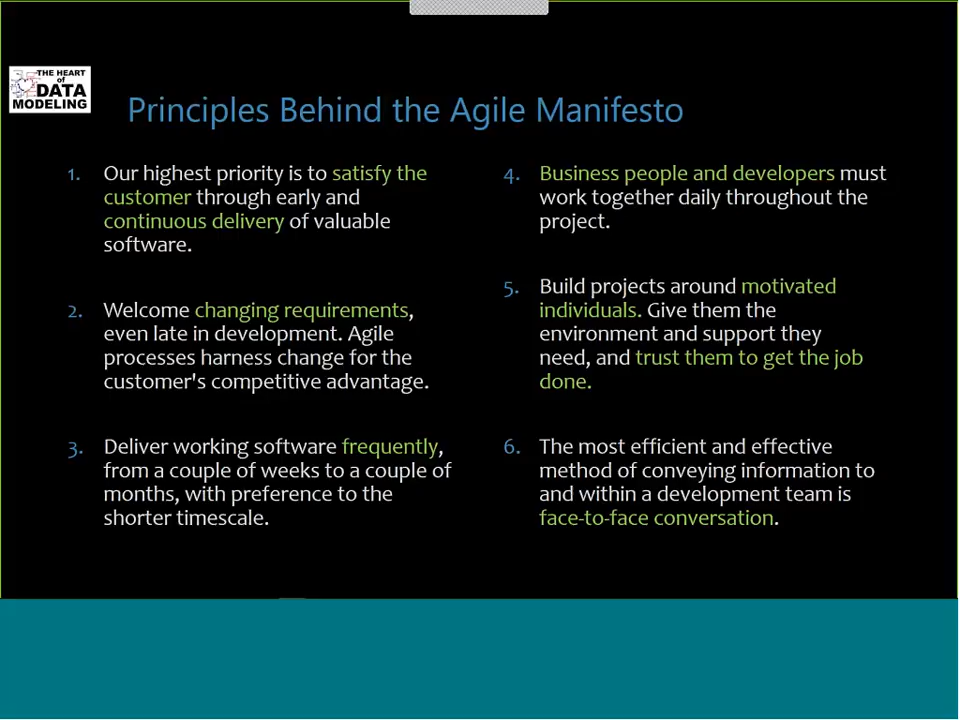 THE HEART
of
DATA
MODELING
Principles Behind the Agile Manifesto
1. Our highest priority is to satisfy the
customer through early and
continuous delivery of valuable
software.
2. Welcome changing requirements,
even late in development. Agile
processes harness change for the
customer's competitive advantage.
3. Deliver working software frequently,
from a couple of weeks to a couple of
months, with preference to the
shorter timescale.
4. Business people and developers must
work together daily throughout the
project.
5. Build projects around motivated
individuals. Give them the
environment and support they
need, and trust them to get the job
done.
6. The most efficient and effective
method of conveying information to
and within a development team is
face-to-face conversation.